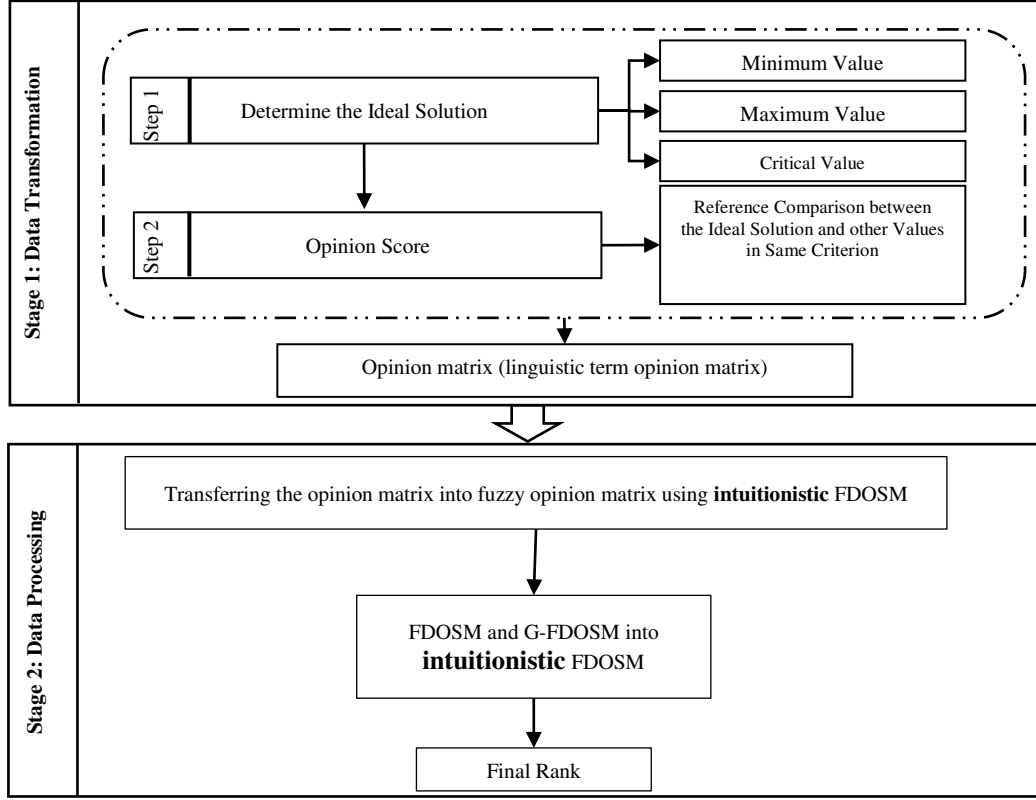 Stage 1: Data Transformation
Step 1
Determine the Ideal Solution
Minimum Value
Maximum Value
Critical Value
Step 2
Opinion Score
Reference Comparison between
the Ideal Solution and other Values
in Same Criterion
Opinion matrix (linguistic term opinion matrix)
Stage 2: Data Processing
Transferring the opinion matrix into fuzzy opinion matrix using intuitionistic FDOSM
FDOSM and G-FDOSM into
intuitionistic FDOSM
Final Rank